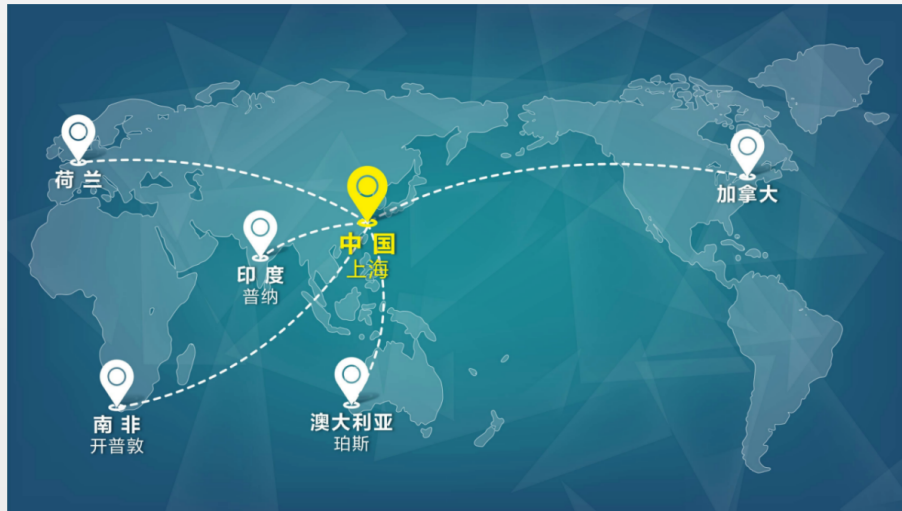 荷兰
加拿大
中国
上海
印度
普纳
南非
开普敦
澳大利亚
珀斯